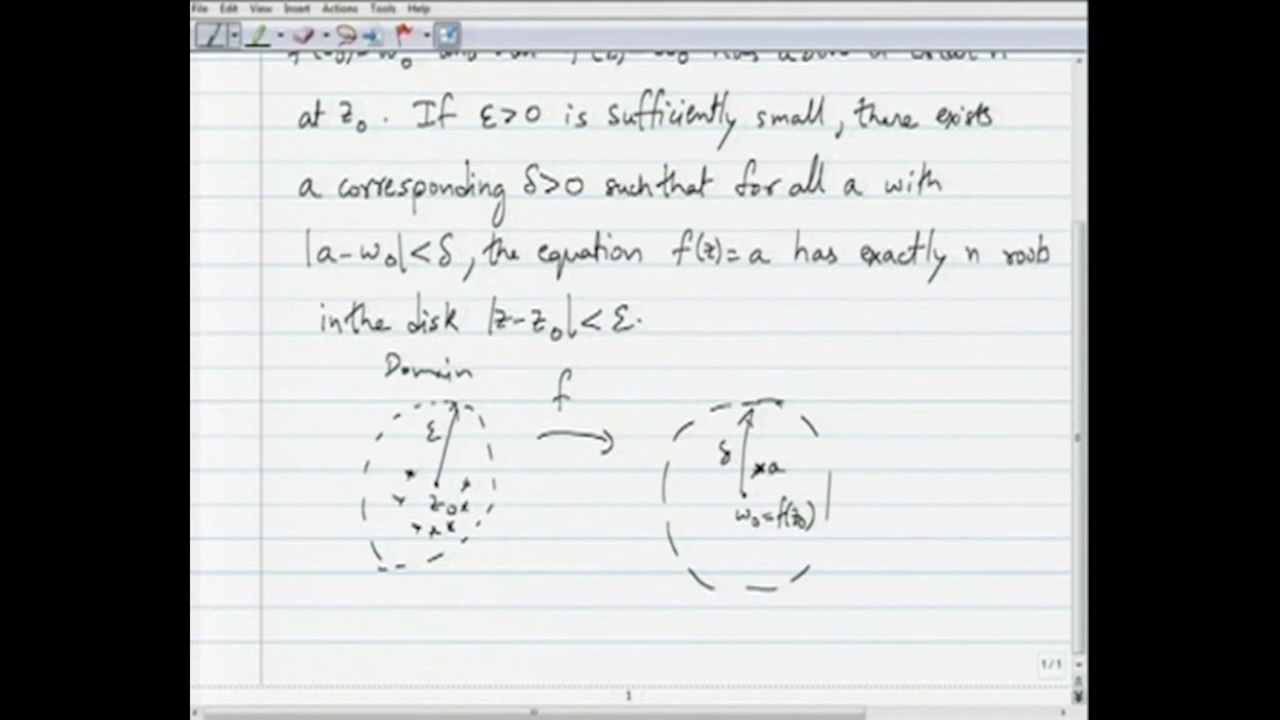 File Edit View Insert Actions Tools Help
at z₀. If ε>0 is sufficiently small, there exists
a corresponding δ>0 such that for all a with
|a-w₀|<δ, the equation f(z)=a has exactly n roots
in the disk |z-z₀|<ε.
Domain
f
ε
z₀
δ
a
w₀=f(z₀)
1/1
1